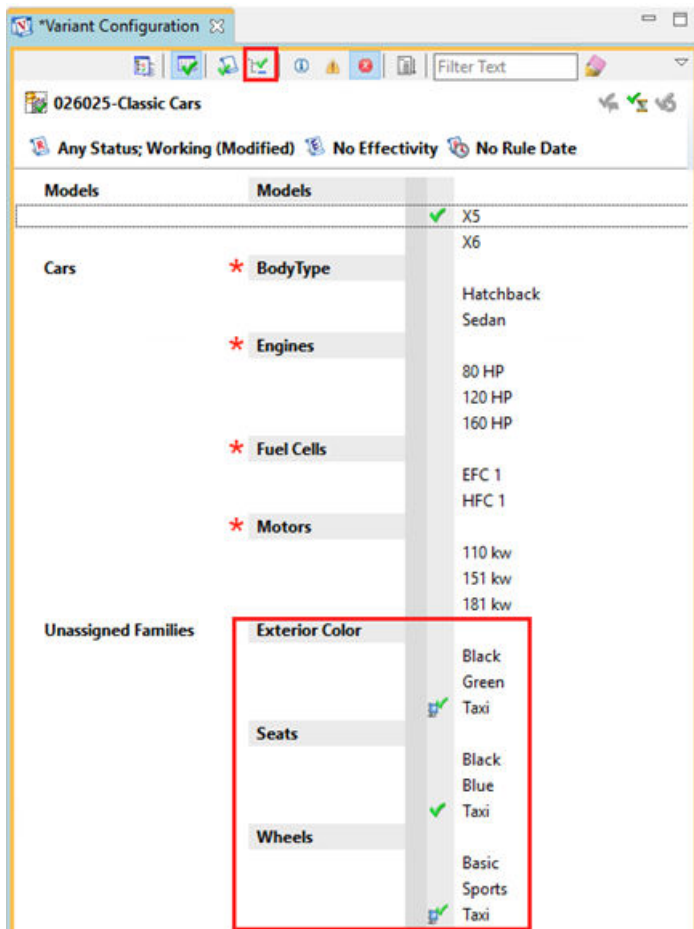 *Variant Configuration
Filter Text
026025-Classic Cars
Any Status; Working (Modified) No Effectivity No Rule Date
Models Models
X5
X6
Cars * BodyType
Hatchback
Sedan
* Engines
80 HP
120 HP
160 HP
* Fuel Cells
EFC 1
HFC 1
* Motors
110 kw
151 kw
181 kw
Unassigned Families Exterior Color
Black
Green
Taxi
Seats
Black
Blue
Taxi
Wheels
Basic
Sports
Taxi